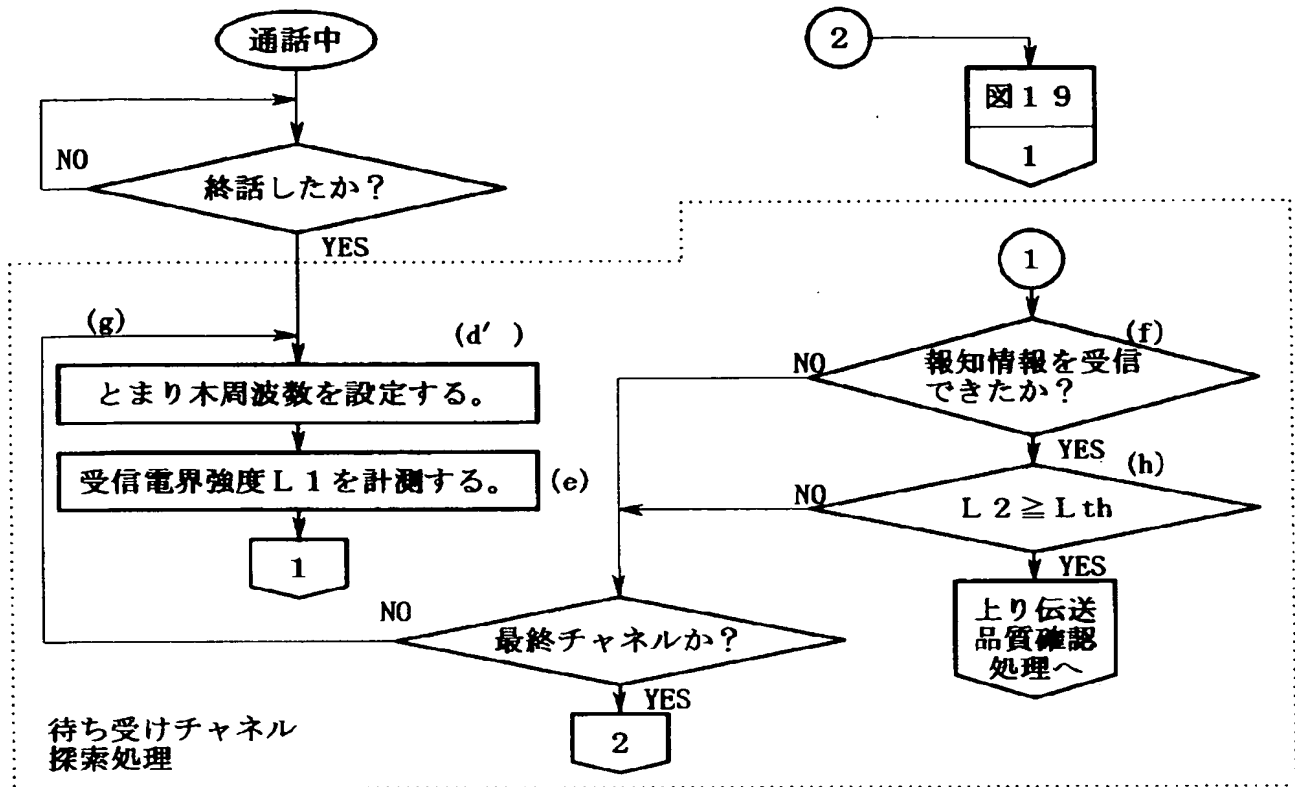 通話中
2
図19
1
NO
終話したか？
YES
1
(g)
(d′)
(f)
NO
報知情報を受信
できたか？
とまり木周波数を設定する。
YES
受信電界強度L1を計測する。
(e)
(h)
NO
L2≧Lth
1
YES
NO
上り伝送
品質確認
処理へ
最終チャネルか？
YES
2
待ち受けチャネル
探索処理